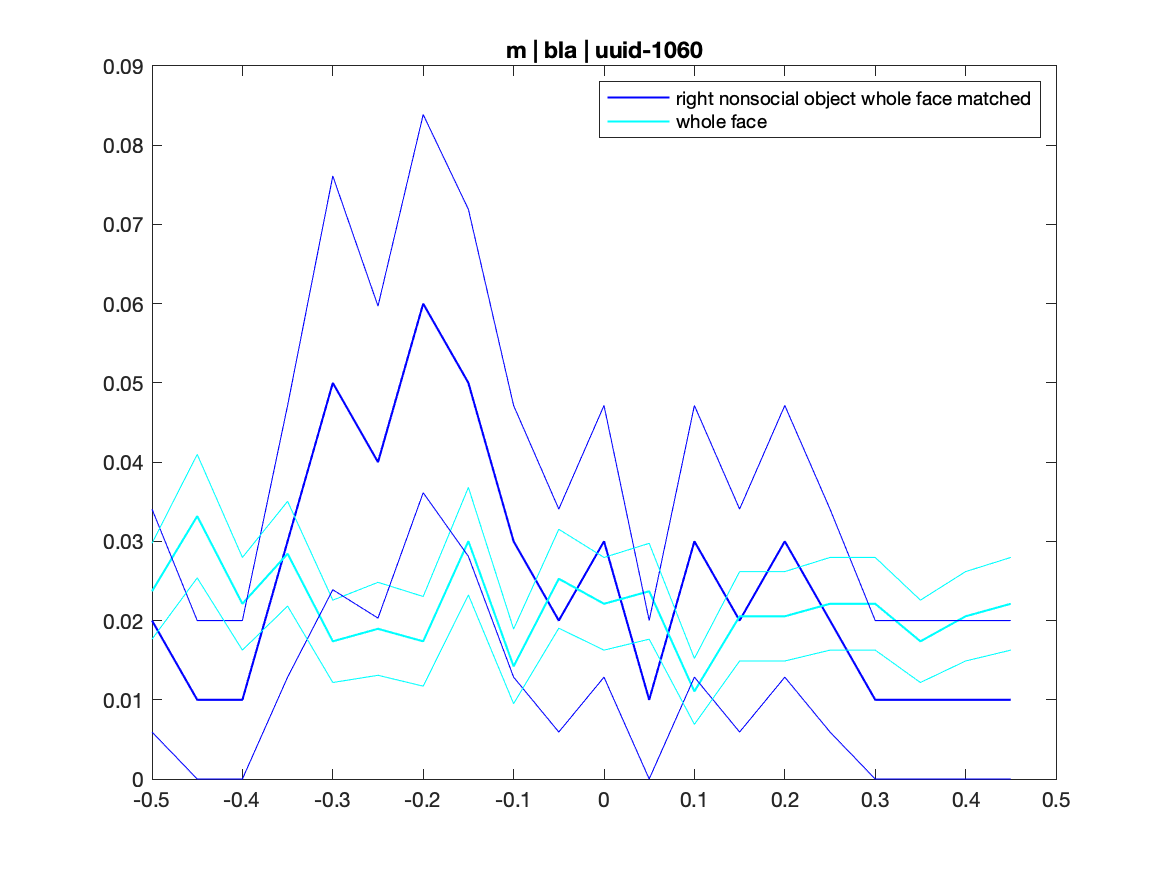 m | bla | uuid-1060
right nonsocial object whole face matched
whole face
0.09
0.08
0.07
0.06
0.05
0.04
0.03
0.02
0.01
0
-0.5 -0.4 -0.3 -0.2 -0.1 0 0.1 0.2 0.3 0.4 0.5